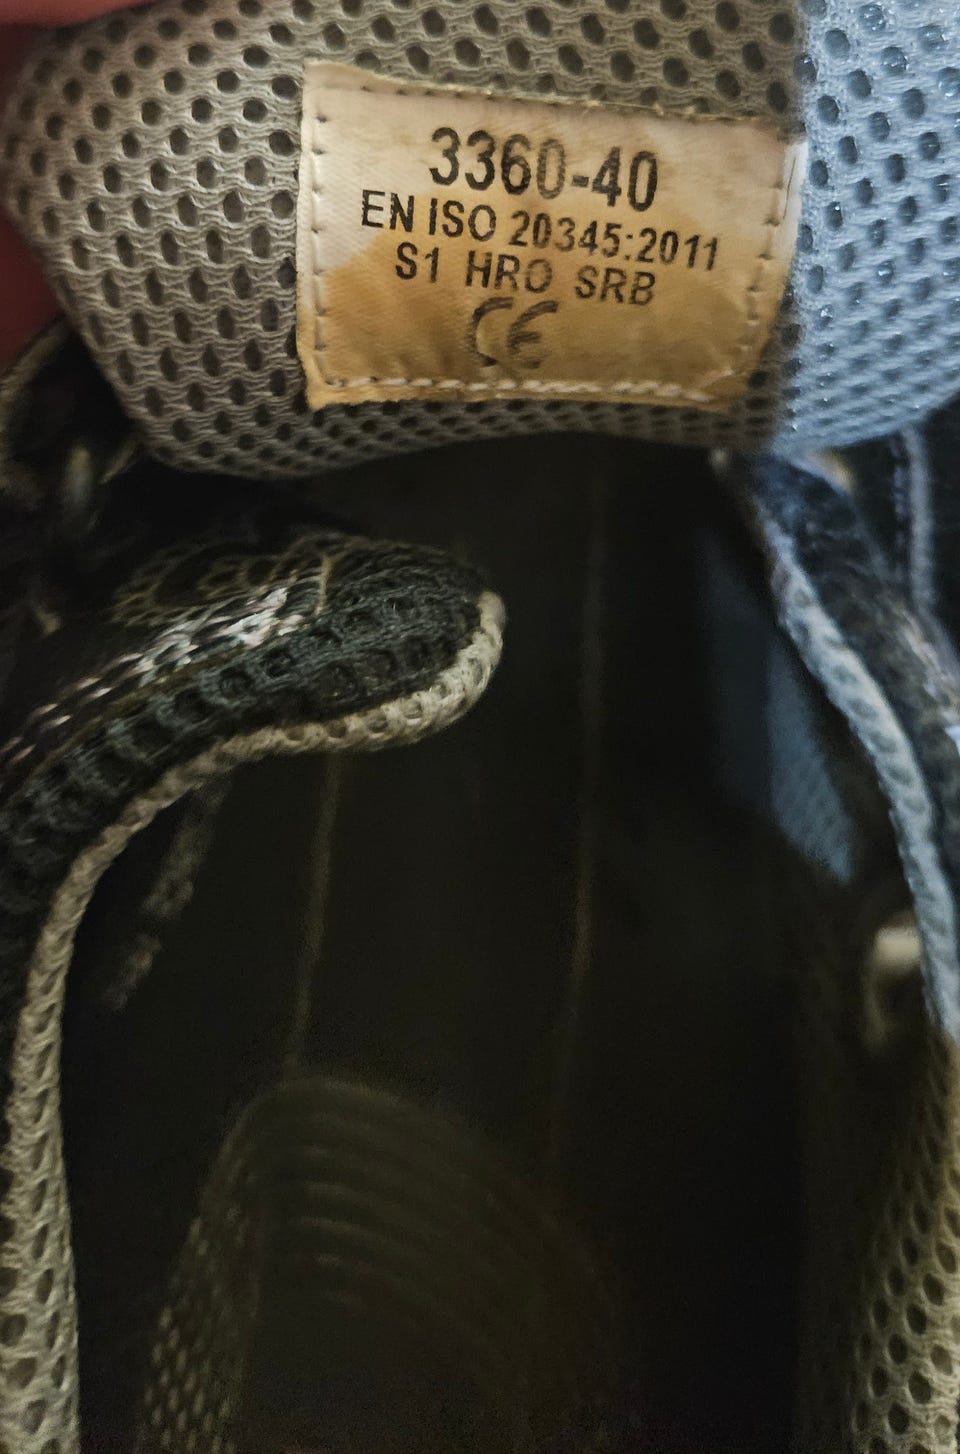 3360-40
EN ISO 20345:2011
S1 HRO SRB
CE